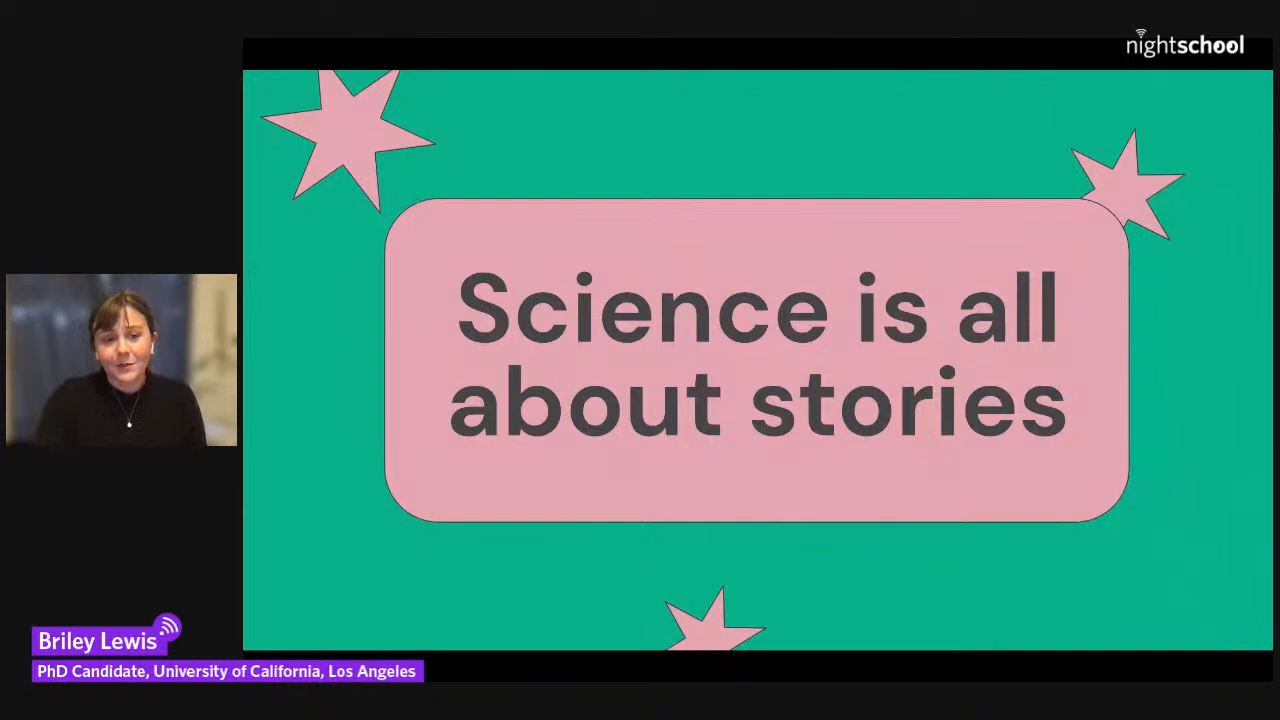 nightschool
Science is all
about stories
Briley Lewis
PhD Candidate, University of California, Los Angeles